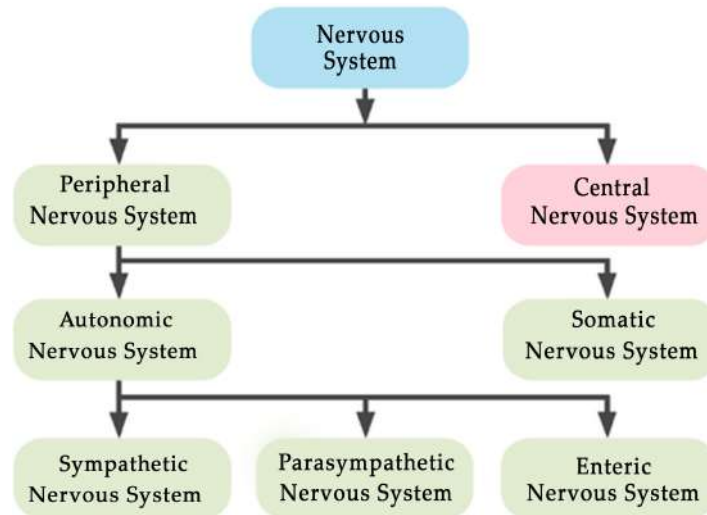 Nervous
System
Peripheral
Nervous System
Central
Nervous System
Autonomic
Nervous System
Somatic
Nervous System
Sympathetic
Nervous System
Parasympathetic
Nervous System
Enteric
Nervous System